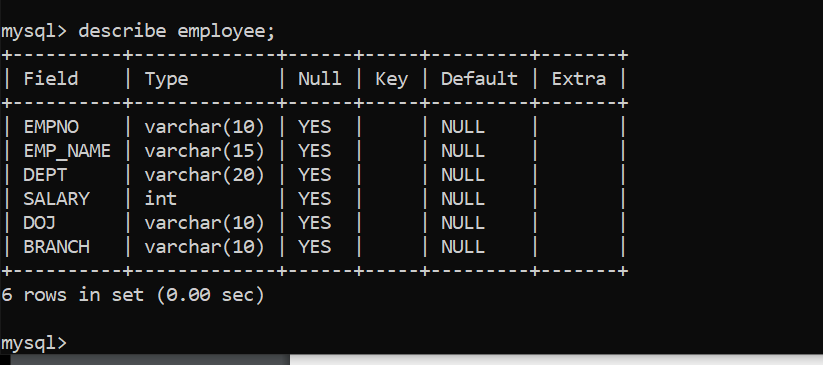 mysql> describe employee;
+----------+-------------+------+-----+---------+-------+
| Field    | Type        | Null | Key | Default | Extra |
+----------+-------------+------+-----+---------+-------+
| EMPNO    | varchar(10) | YES  |     | NULL    |       |
| EMP_NAME | varchar(15) | YES  |     | NULL    |       |
| DEPT     | varchar(20) | YES  |     | NULL    |       |
| SALARY   | int         | YES  |     | NULL    |       |
| DOJ      | varchar(10) | YES  |     | NULL    |       |
| BRANCH   | varchar(10) | YES  |     | NULL    |       |
+----------+-------------+------+-----+---------+-------+
6 rows in set (0.00 sec)
mysql>